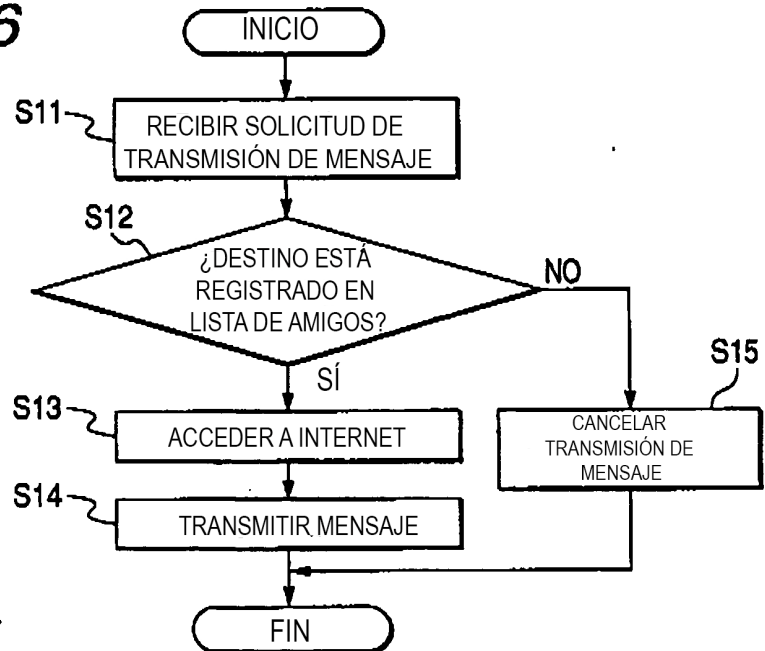 6
INICIO
S11
RECIBIR SOLICITUD DE
TRANSMISIÓN DE MENSAJE
S12
¿DESTINO ESTÁ
REGISTRADO EN
LISTA DE AMIGOS?
NO
SÍ
S13
ACCEDER A INTERNET
S15
CANCELAR
TRANSMISIÓN DE
MENSAJE
S14
TRANSMITIR MENSAJE
FIN